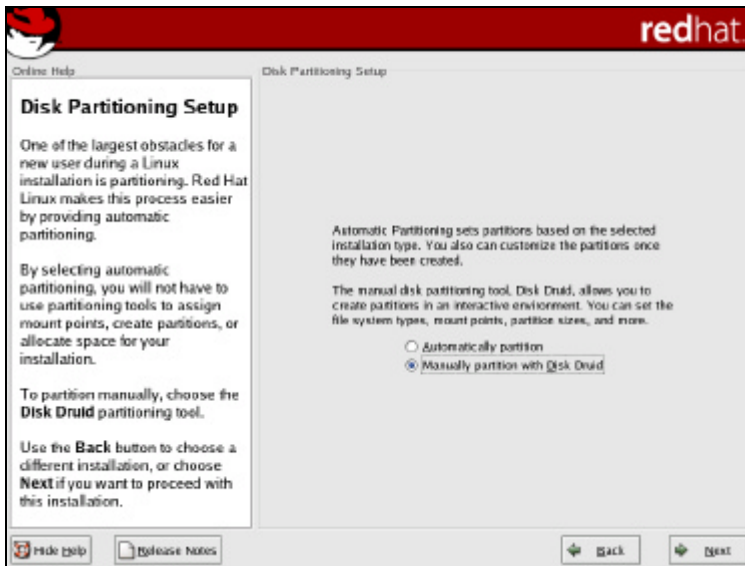 redhat.
Online Help
Disk Partitioning Setup
Disk Partitioning Setup
One of the largest obstacles for a
new user during a Linux
installation is partitioning. Red Hat
Linux makes this process easier
by providing automatic
partitioning.
By selecting automatic
partitioning, you will not have to
use partitioning tools to assign
mount points, create partitions, or
allocate space for your
installation.
To partition manually, choose the
Disk Druid partitioning tool.
Use the Back button to choose a
different installation, or choose
Next if you want to proceed with
this installation.
Automatic Partitioning sets partitions based on the selected
installation type. You also can customize the partitions once
they have been created.
The manual disk partitioning tool, Disk Druid, allows you to
create partitions in an interactive environment. You can set the
file system types, mount points, partition sizes, and more.
Automatically partition
Manually partition with Disk Druid
Hide Help
Release Notes
Back
Next